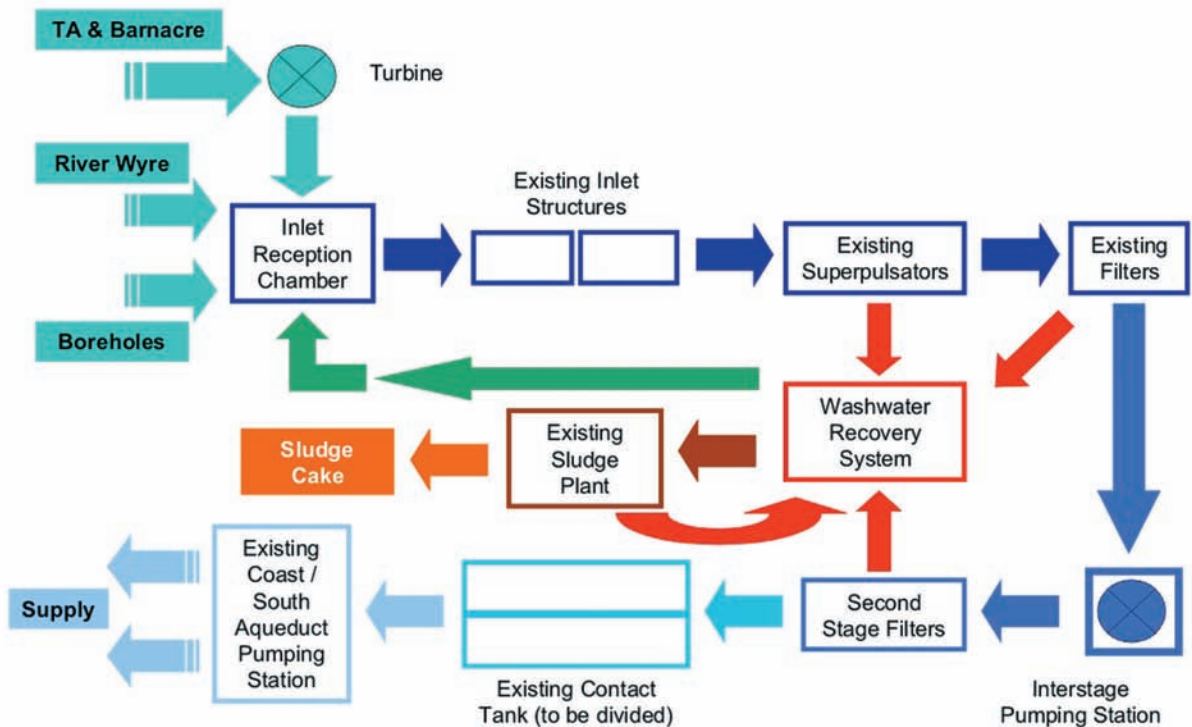 TA & Barnacre
Turbine
River Wyre
Inlet
Reception
Chamber
Boreholes
Existing Inlet
Structures
Existing
Superpulsators
Existing
Filters
Washwater
Recovery
System
Existing
Sludge
Plant
Sludge
Cake
Interstage
Pumping Station
Second
Stage Filters
Existing Contact
Tank (to be divided)
Existing
Coast /
South
Aqueduct
Pumping
Station
Supply